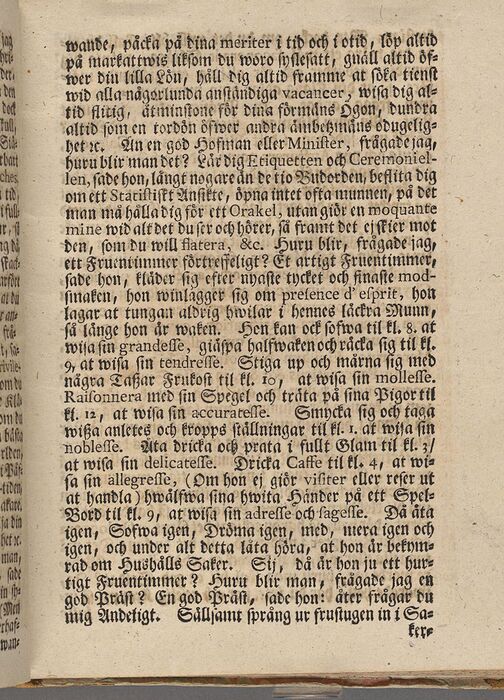 wande, påcka på dina meriter i tid och i otid, löp altid
på markattwis liksom du woro syslesatt, gnäll altid öf-
wer din lilla Lön, häll dig altid framme at söka tienst
wid alla någorlunda anständiga vacancer, wisa dig al-
tid flitig, åtminstone för dina förmäns Ögon, dundra
altid som en tordön öfwer andra ämbetzmäns odugelig-
het ec. Än en god Hofman eller Minister, frågade jag,
huru blir man det? Lär dig Etiquetten och Ceremoniel-
len, sade hon, långt nogare än de tio Budorden, beflita dig
om ett Statistiskt Ansikte, öpna intet ofta munnen, på det
man må hälla dig för ett Orakel, utan giör en moquante
mine wid alt det du ser och hörer, så framt det ej skier mot
den, som du will flatera, &c. Huru blir, frågade jag,
ett Fruentimmer förtreffeligt? Et artigt Fruentimmer,
sade hon, kläder sig efter nyaste tycket och finaste mod-
smaken, hon winlägger sig om presence d' esprit, hon
lagar at tungan aldrig hwilar i hennes läckra Munn,
så länge hon är waken. Hen kan ock sofwa til kl. 8. at
wisa sin grandesse, giäspa halfwaken och räcka sig til kl.
9, at wisa sin tendresse. Stiga up och märna sig med
några Taßar Frukost til kl. 10, at wisa sin mollesse.
Raisonnera med sin Spegel och träta på sina Pigor til
kl. 12, at wisa sin accuratesse. Smycka sig och taga
wißa anletes och kropps ställningar til kl. 1. at wisa sin
noblesse. Äta dricka och prata i fullt Glam til kl. 3/
at wisa sin delicatesse. Dricka Caffe til kl. 4, at wi-
sa sin allegresse, (Om hon ej giör visiter eller reser ut
at handla) hwälfwa sina hwita Händer på ett Spel-
Bord til kl. 9, at wisa sin adresse och sagesse. Då äta
igen, Sofwa igen, Dröma igen, med, mera igen och
igen, och under alt detta läta höra, at hon är bekym-
rad om Hushålls Saker. Sij, då är hon ju ett hur-
tigt Fruentimmer? Huru blir man, frågade jag en
god Präst? En god Präst, sade hon: åter frågar du
mig Andeligt. Sällsamt språng ur frustugen in i Sa-
ker-